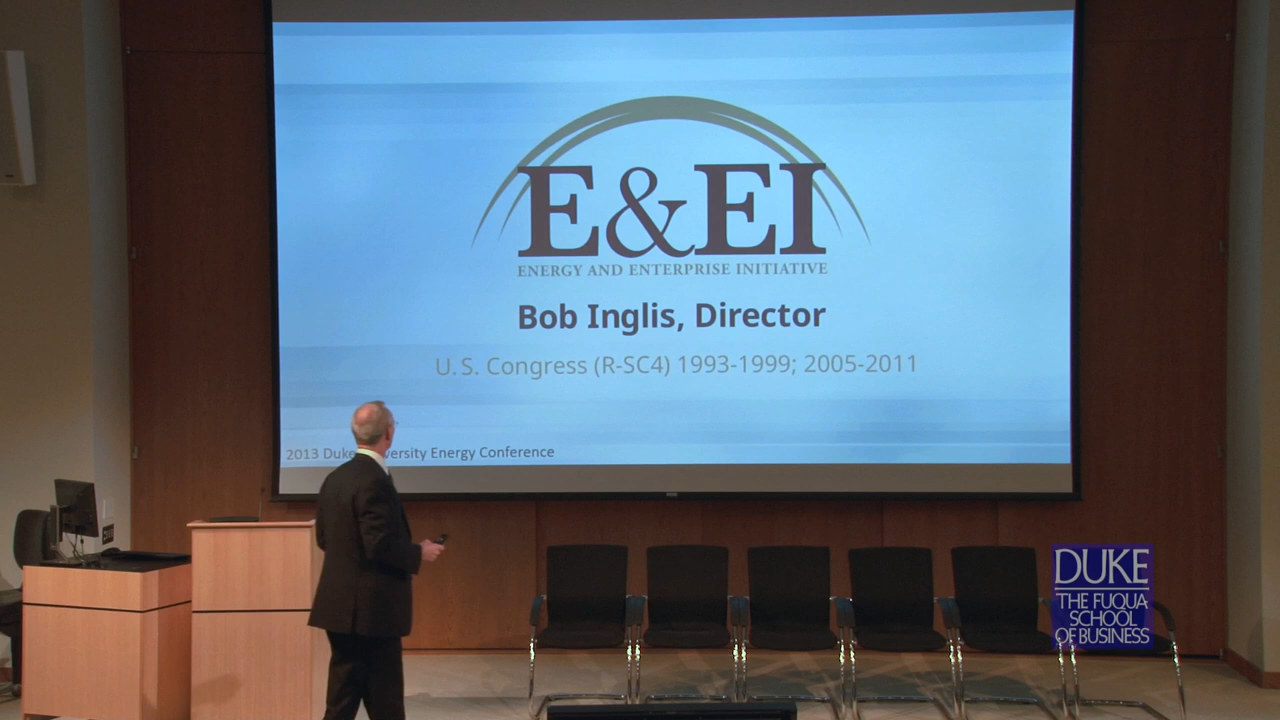 E&EI
ENERGY AND ENTERPRISE INITIATIVE
Bob Inglis, Director
U.S. Congress (R-SC4) 1993-1999; 2005-2011
2013 Duke versity Energy Conference
DUKE
THE FUQUA
SCHOOL
OF BUSINESS